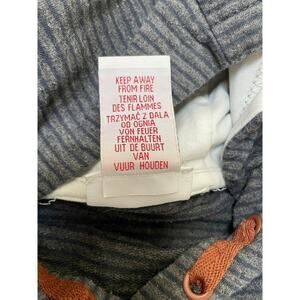 KEEP AWAY
FROM FIRE
TENIR LOIN
DES FLAMMES
TRZYMAĆ Z DALA
OD OGNIA
VON FEUER
FERNHALTEN
UIT DE BUURT
VAN
VUUR HOUDEN